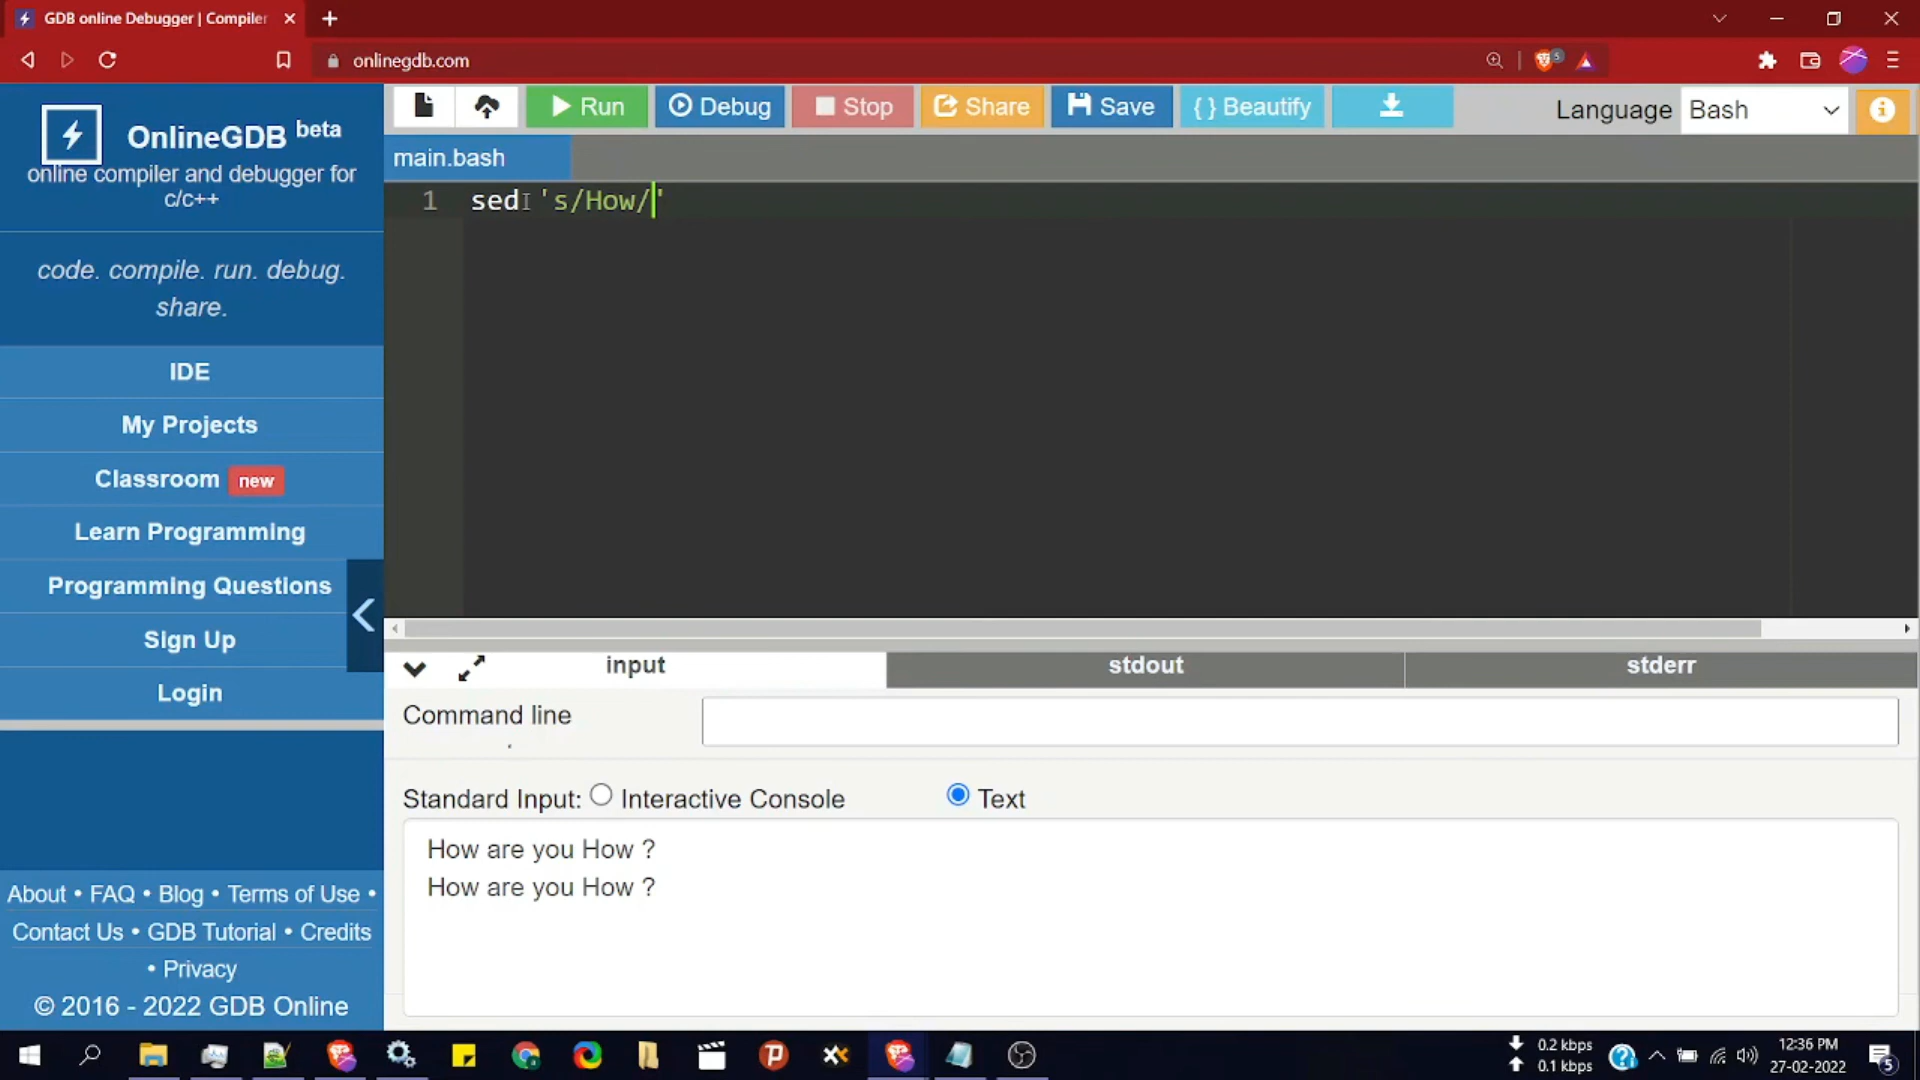 GDB online Debugger | Compiler
onlinegdb.com
5
OnlineGDB beta
online compiler and debugger for
c/c++
code. compile. run. debug.
share.
IDE
My Projects
Classroom new
Learn Programming
Programming Questions
Sign Up
Login
About • FAQ • Blog • Terms of Use •
Contact Us • GDB Tutorial • Credits
• Privacy
© 2016 - 2022 GDB Online
Run
Debug
Stop
Share
Save
{ } Beautify
Language Bash
main.bash
1 sed 's/How/'
input
stdout
stderr
Command line
Standard Input: Interactive Console Text
How are you How ?
How are you How ?
0.2 kbps
0.1 kbps
12:36 PM
27-02-2022
5